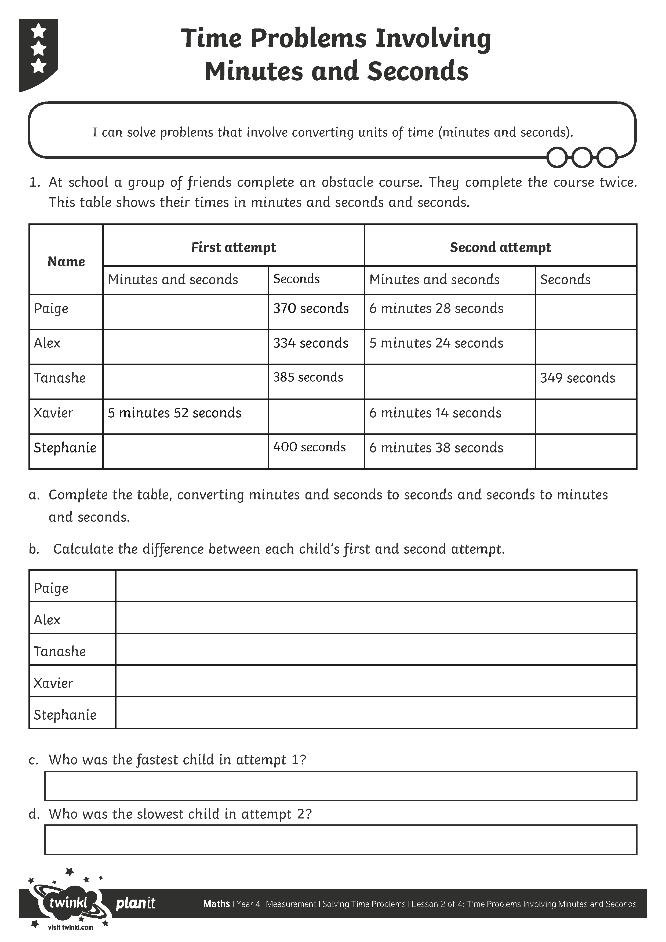 Time Problems Involving
Minutes and Seconds
I can solve problems that involve converting units of time (minutes and seconds).
1. At school a group of friends complete an obstacle course. They complete the course twice.
This table shows their times in minutes and seconds and seconds.
Name First attempt Second attempt
Minutes and seconds Seconds Minutes and seconds Seconds
Paige 370 seconds 6 minutes 28 seconds
Alex 334 seconds 5 minutes 24 seconds
Tanashe 385 seconds 349 seconds
Xavier 5 minutes 52 seconds 6 minutes 14 seconds
Stephanie 400 seconds 6 minutes 38 seconds
a. Complete the table, converting minutes and seconds to seconds and seconds to minutes
and seconds.
b. Calculate the difference between each child's first and second attempt.
Paige
Alex
Tanashe
Xavier
Stephanie
c. Who was the fastest child in attempt 1?
d. Who was the slowest child in attempt 2?
twinkl planit Maths | Year 4 Measurement | Solving Time Problems | Lesson 2 of 4: Time Problems Involving Minutes and Seconds
visit twinkl.com